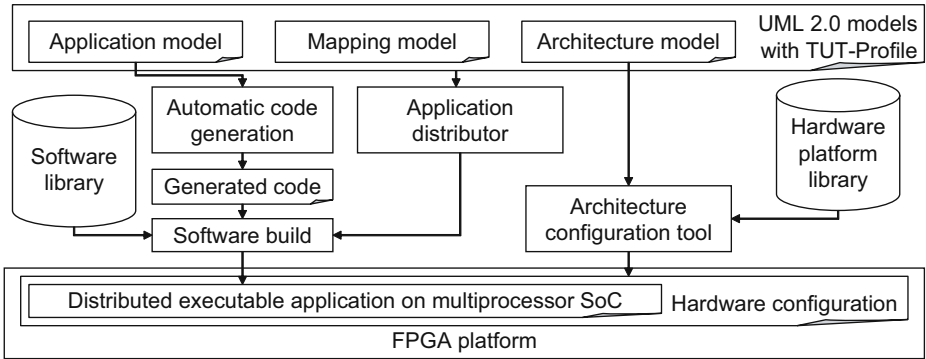 UML 2.0 models
with TUT-Profile
Application model
Mapping model
Architecture model
Automatic code
generation
Application
distributor
Software
library
Hardware
platform
library
Generated code
Software build
Architecture
configuration tool
Distributed executable application on multiprocessor SoC
Hardware configuration
FPGA platform